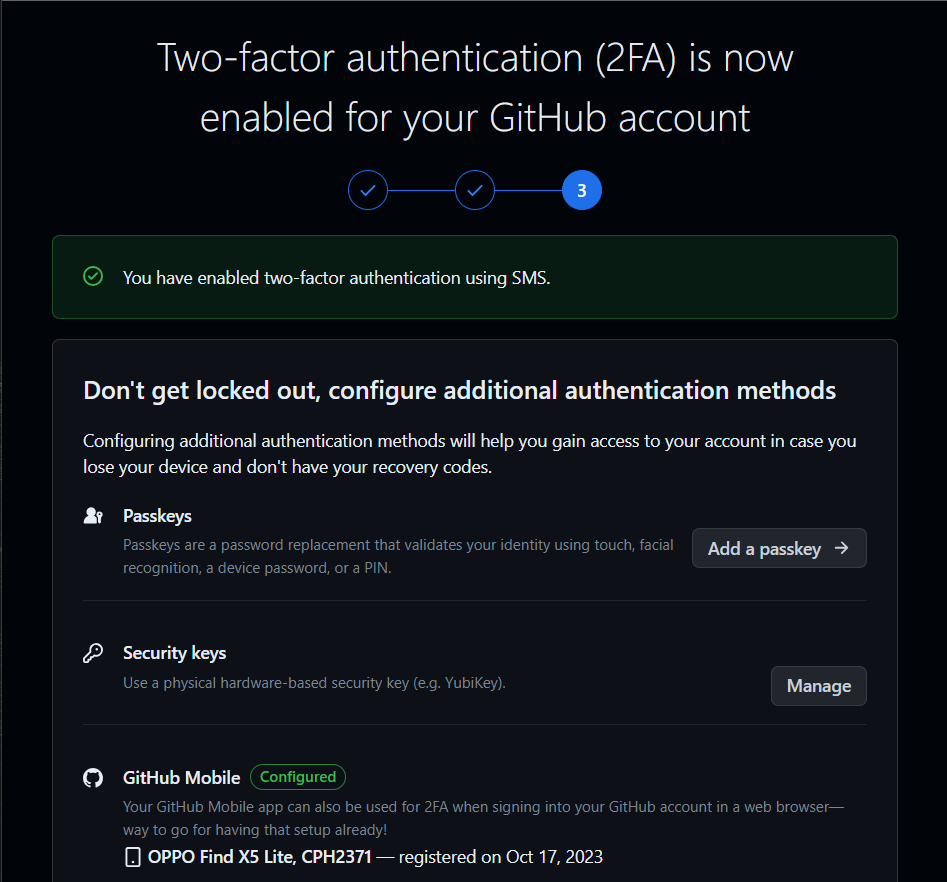 Two-factor authentication (2FA) is now
enabled for your GitHub account
3
You have enabled two-factor authentication using SMS.
Don't get locked out, configure additional authentication methods
Configuring additional authentication methods will help you gain access to your account in case you
lose your device and don't have your recovery codes.
Passkeys
Passkeys are a password replacement that validates your identity using touch, facial
recognition, a device password, or a PIN.
Add a passkey →
Security keys
Use a physical hardware-based security key (e.g. YubiKey).
Manage
GitHub Mobile Configured
Your GitHub Mobile app can also be used for 2FA when signing into your GitHub account in a web browser—
way to go for having that setup already!
OPPO Find X5 Lite, CPH2371 — registered on Oct 17, 2023